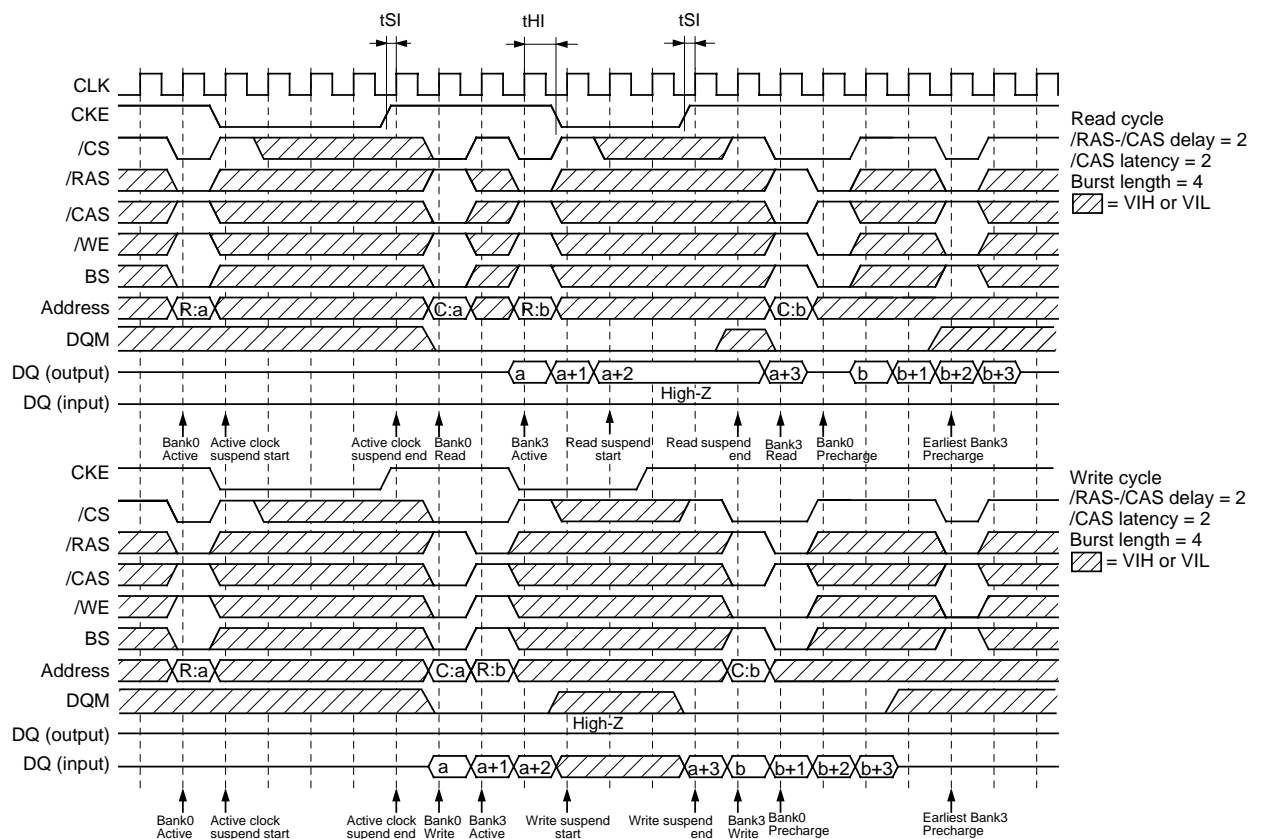 tSI tHI tSI
CLK
CKE
/CS
/RAS
/CAS
/WE
BS
Address R:a C:a R:b C:b
DQM
DQ (output) a a+1 a+2 a+3 b b+1 b+2 b+3
High-Z
DQ (input)
Bank0 Active
Active clock suspend start
Active clock suspend end
Bank0 Read
Bank3 Active
Read suspend start
Read suspend end
Bank3 Read
Bank0 Precharge
Earliest Bank3 Precharge
Read cycle
/RAS-/CAS delay = 2
/CAS latency = 2
Burst length = 4
= VIH or VIL
CKE
/CS
/RAS
/CAS
/WE
BS
Address R:a C:a R:b C:b
DQM
High-Z
DQ (output)
DQ (input) a a+1 a+2 a+3 b b+1 b+2 b+3
Bank0 Active
Active clock suspend start
Active clock supend end
Bank0 Write
Bank3 Active
Write suspend start
Write suspend end
Bank3 Write
Bank0 Precharge
Earliest Bank3 Precharge
Write cycle
/RAS-/CAS delay = 2
/CAS latency = 2
Burst length = 4
= VIH or VIL